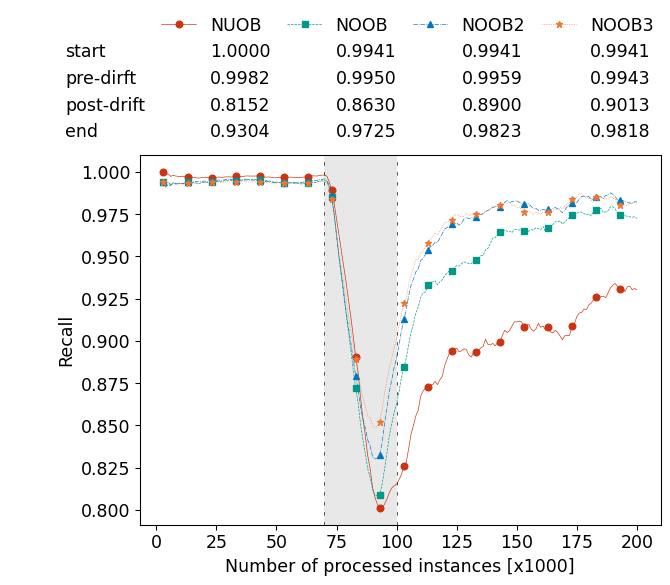 NUOB NOOB NOOB2 NOOB3
start 1.0000 0.9941 0.9941 0.9941
pre-dirft 0.9982 0.9950 0.9959 0.9943
post-drift 0.8152 0.8630 0.8900 0.9013
end 0.9304 0.9725 0.9823 0.9818
1.000
0.975
0.950
0.925
0.900
0.875
0.850
0.825
0.800
Recall
0 25 50 75 100 125 150 175 200
Number of processed instances [x1000]